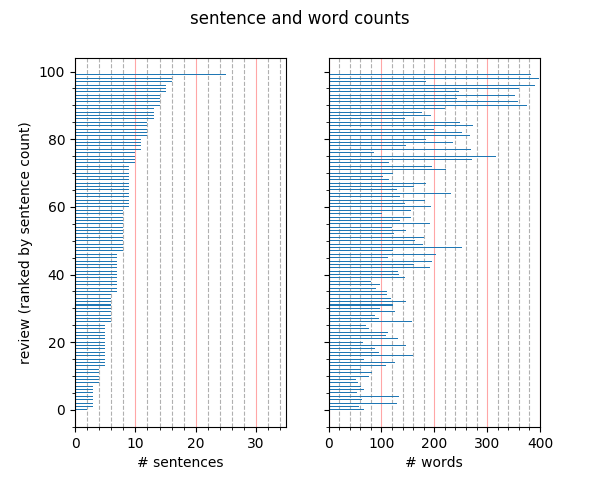 sentence and word counts
review (ranked by sentence count)
100
80
60
40
20
0
0 10 20 30
# sentences
0 100 200 300 400
# words